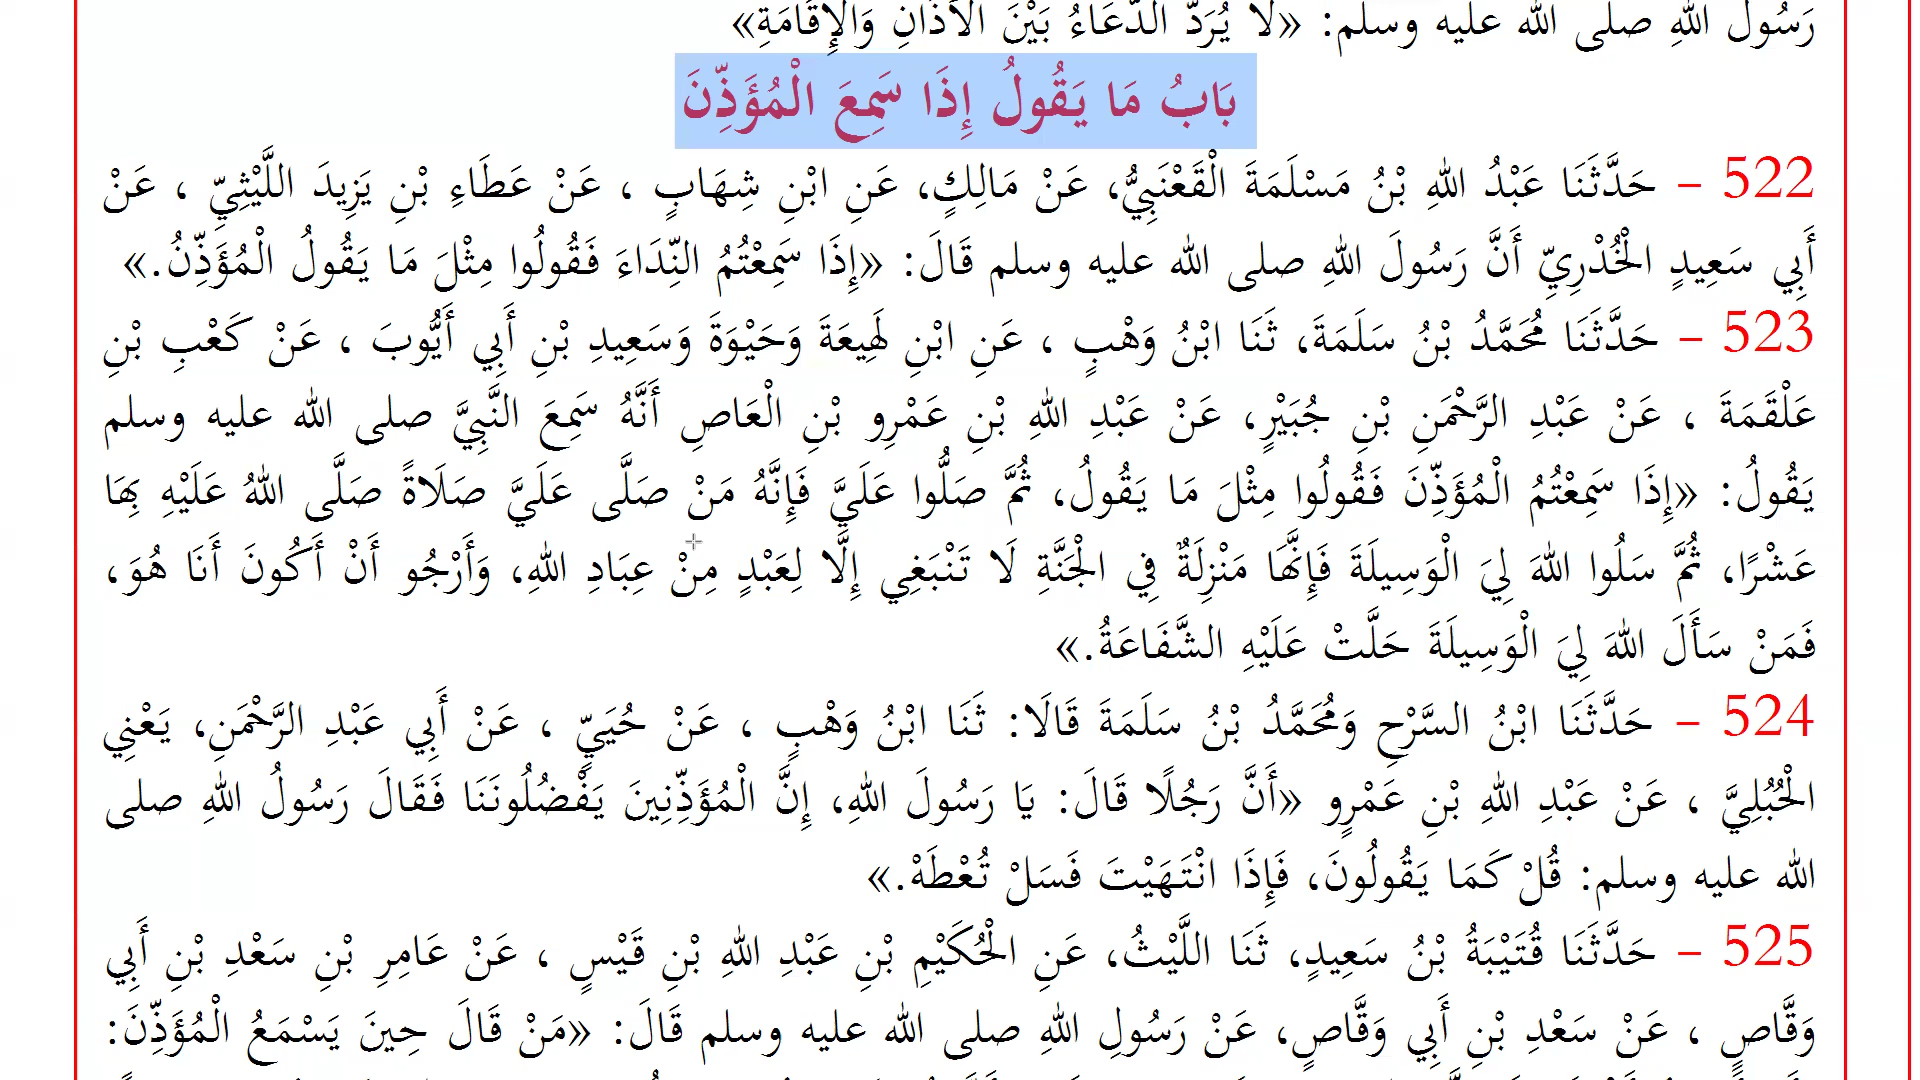 رَسُولُ اللهِ صلى الله عليه وسلم: «لَا يُرَدُّ الدُّعَاءُ بَيْنَ الْأَذَانِ وَالْإِقَامَةِ»
بَابُ مَا يَقُولُ إِذَا سَمِعَ الْمُؤَذِّنَ
522 - حَدَّثَنَا عَبْدُ اللهِ بْنُ مَسْلَمَةَ الْقَعْنَبِيُّ، عَنْ مَالِكٍ، عَنِ ابْنِ شِهَابٍ ، عَنْ عَطَاءِ بْنِ يَزِيدَ اللَّيْثِيِّ ، عَنْ
أَبِي سَعِيدٍ الْخُدْرِيِّ أَنَّ رَسُولَ اللهِ صلى الله عليه وسلم قَالَ: «إِذَا سَمِعْتُمُ النِّدَاءَ فَقُولُوا مِثْلَ مَا يَقُولُ الْمُؤَذِّنُ.»
523 - حَدَّثَنَا مُحَمَّدُ بْنُ سَلَمَةَ، ثَنَا ابْنُ وَهْبٍ ، عَنِ ابْنِ لَهِيعَةَ وَحَيْوَةَ وَسَعِيدِ بْنِ أَبِي أَيُّوبَ ، عَنْ كَعْبِ بْنِ
عَلْقَمَةَ ، عَنْ عَبْدِ الرَّحْمَنِ بْنِ جُبَيْرٍ، عَنْ عَبْدِ اللهِ بْنِ عَمْرِو بْنِ الْعَاصِ أَنَّهُ سَمِعَ النَّبِيَّ صلى الله عليه وسلم
يَقُولُ: «إِذَا سَمِعْتُمُ الْمُؤَذِّنَ فَقُولُوا مِثْلَ مَا يَقُولُ، ثُمَّ صَلُّوا عَلَيَّ فَإِنَّهُ مَنْ صَلَّى عَلَيَّ صَلَاةً صَلَّى اللهُ عَلَيْهِ بِهَا
عَشْرًا، ثُمَّ سَلُوا اللهَ لِيَ الْوَسِيلَةَ فَإِنَّهَا مَنْزِلَةٌ فِي الْجَنَّةِ لَا تَنْبَغِي إِلَّا لِعَبْدٍ مِنْ عِبَادِ اللهِ، وَأَرْجُو أَنْ أَكُونَ أَنَا هُوَ،
فَمَنْ سَأَلَ اللهَ لِيَ الْوَسِيلَةَ حَلَّتْ عَلَيْهِ الشَّفَاعَةُ.»
524 - حَدَّثَنَا ابْنُ السَّرْحِ وَمُحَمَّدُ بْنُ سَلَمَةَ قَالَا: ثَنَا ابْنُ وَهْبٍ ، عَنْ حُيَيٍّ ، عَنْ أَبِي عَبْدِ الرَّحْمَنِ، يَعْنِي
الْحُبُلِيَّ ، عَنْ عَبْدِ اللهِ بْنِ عَمْرٍو «أَنَّ رَجُلًا قَالَ: يَا رَسُولَ اللهِ، إِنَّ الْمُؤَذِّنِينَ يَفْضُلُونَنَا فَقَالَ رَسُولُ اللهِ صلى
الله عليه وسلم: قُلْ كَمَا يَقُولُونَ، فَإِذَا انْتَهَيْتَ فَسَلْ تُعْطَهْ.»
525 - حَدَّثَنَا قُتَيْبَةُ بْنُ سَعِيدٍ، ثَنَا اللَّيْثُ، عَنِ الْحُكَيْمِ بْنِ عَبْدِ اللهِ بْنِ قَيْسٍ ، عَنْ عَامِرِ بْنِ سَعْدِ بْنِ أَبِي
وَقَّاصٍ ، عَنْ سَعْدِ بْنِ أَبِي وَقَّاصٍ، عَنْ رَسُولِ اللهِ صلى الله عليه وسلم قَالَ: «مَنْ قَالَ حِينَ يَسْمَعُ الْمُؤَذِّنَ: